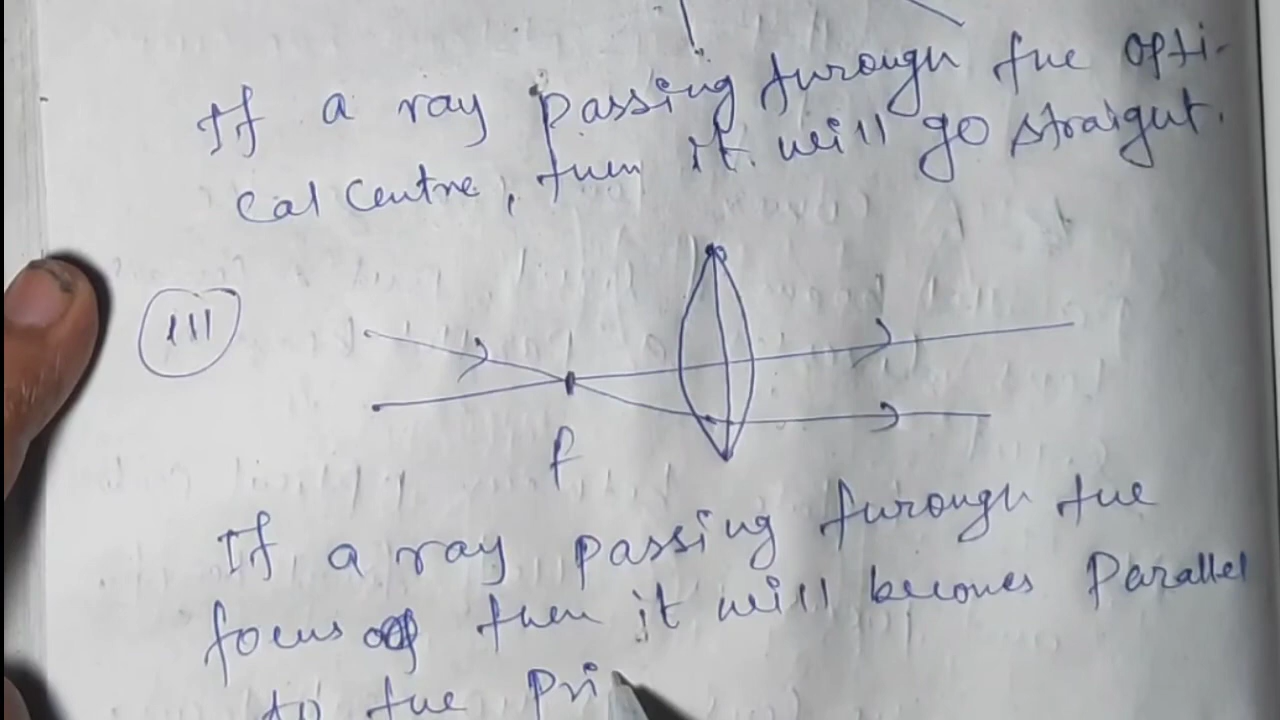 If a ray passing through the opti-
cal centre, then it will go straight.
III
f
If a ray passing through the
focus then it will becomes Parallel
to the Pri